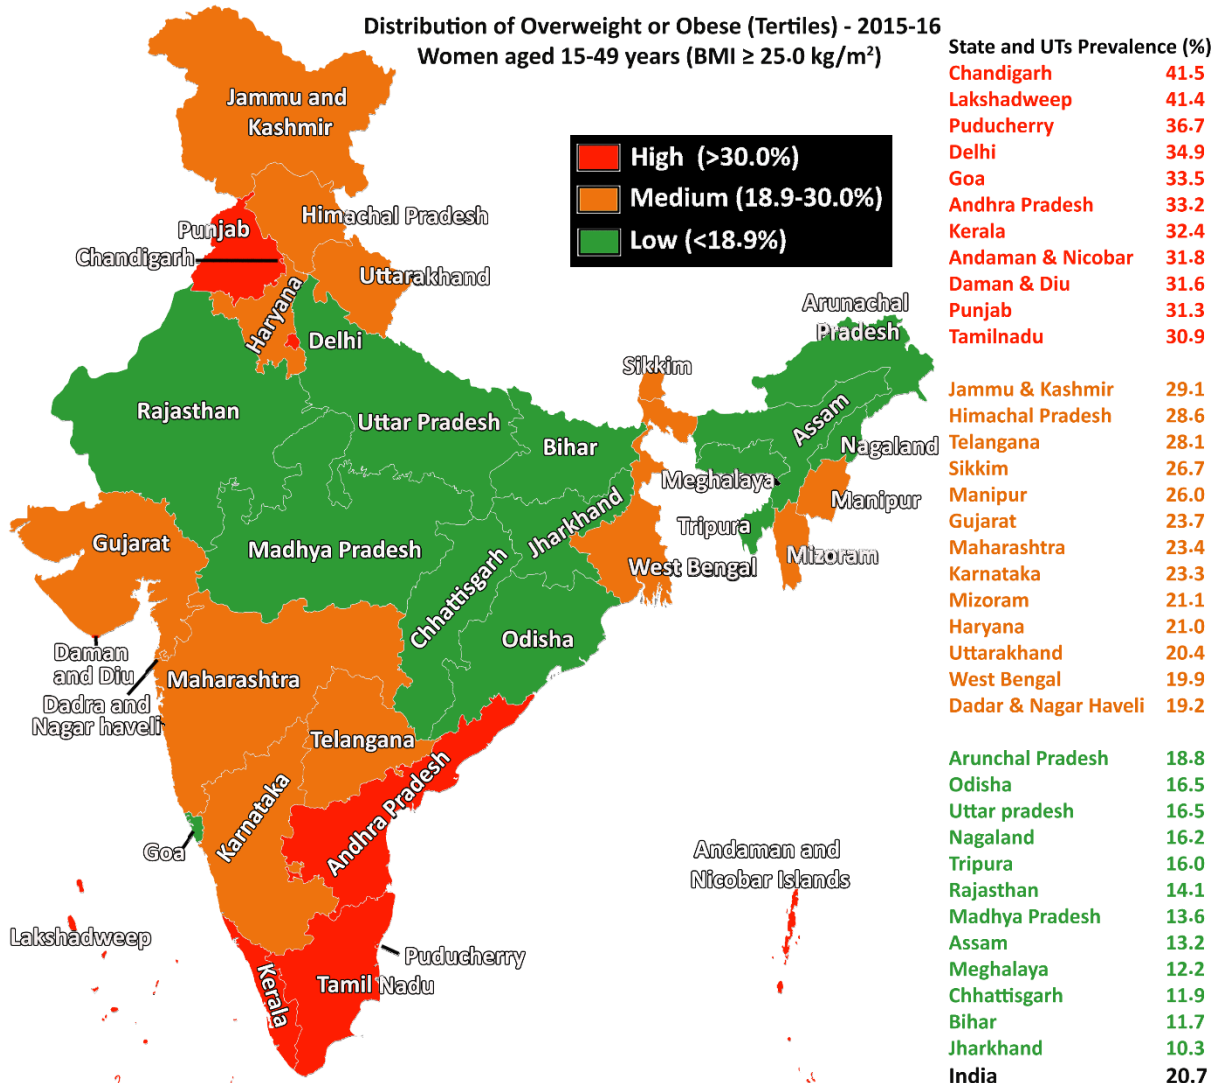 Distribution of Overweight or Obese (Tertiles) - 2015-16
Women aged 15-49 years (BMI ≥ 25·0 kg/m²)
High (>30.0%)
Medium (18.9-30.0%)
Low (<18·9%)
Jammu and
Kashmir
Himachal Pradesh
Punjab
Chandigarh
Uttarakhand
Haryana
Delhi
Arunachal
Pradesh
Sikkim
Rajasthan
Uttar Pradesh
Assam
Bihar
Nagaland
Meghalaya
Manipur
Jharkhand
Tripura
Gujarat
Madhya Pradesh
Mizoram
West Bengal
Chhattisgarh
Odisha
Daman
and Diu
Maharashtra
Dadra and
Nagar haveli
Telangana
Andhra Pradesh
Karnataka
Goa
Andaman and
Nicobar Islands
Lakshadweep
Puducherry
Kerala
Tamil Nadu
State and UTs Prevalence (%)
Chandigarh 41·5
Lakshadweep 41·4
Puducherry 36·7
Delhi 34·9
Goa 33·5
Andhra Pradesh 33·2
Kerala 32·4
Andaman & Nicobar 31·8
Daman & Diu 31·6
Punjab 31·3
Tamilnadu 30·9
Jammu & Kashmir 29·1
Himachal Pradesh 28·6
Telangana 28·1
Sikkim 26·7
Manipur 26·0
Gujarat 23·7
Maharashtra 23·4
Karnataka 23·3
Mizoram 21·1
Haryana 21·0
Uttarakhand 20·4
West Bengal 19·9
Dadar & Nagar Haveli 19·2
Arunchal Pradesh 18·8
Odisha 16·5
Uttar pradesh 16·5
Nagaland 16·2
Tripura 16·0
Rajasthan 14·1
Madhya Pradesh 13·6
Assam 13·2
Meghalaya 12·2
Chhattisgarh 11·9
Bihar 11·7
Jharkhand 10·3
India 20·7